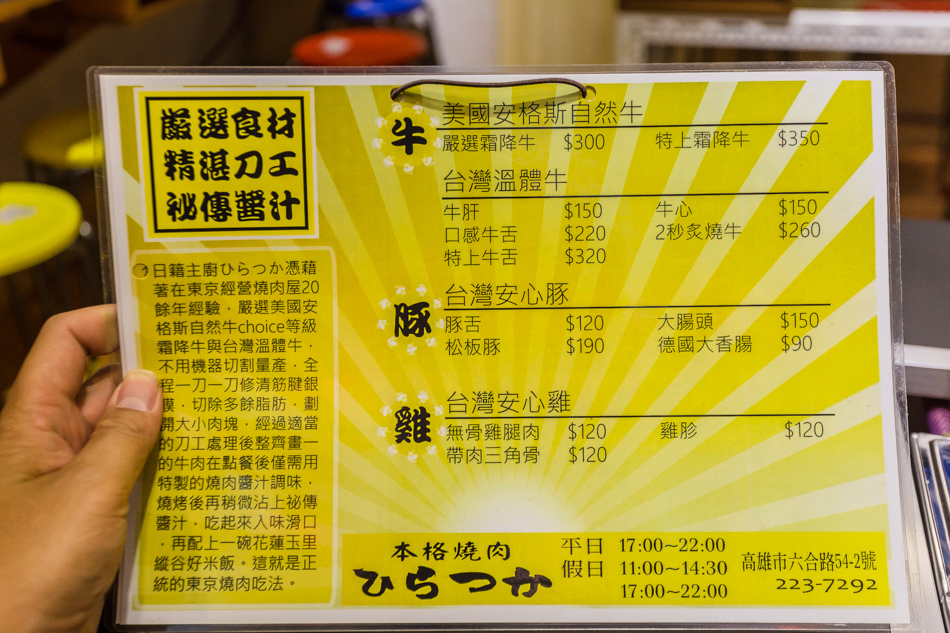 嚴選食材
精湛刀工
祕傳醬汁
日籍主廚ひらつか憑藉
著在東京經營燒肉屋20
餘年經驗，嚴選美國安
格斯自然牛choice等級
霜降牛與台灣溫體牛，
不用機器切割量產，全
程一刀一刀修清筋腱銀
膜，切除多餘脂肪，劃
開大小肉塊，經過適當
的刀工處理後整齊畫一
的牛肉在點餐後僅需用
特製的燒肉醬汁調味，
燒烤後再稍微沾上祕傳
醬汁，吃起來入味滑口
，再配上一碗花蓮玉里
縱谷好米飯。這就是正
統的東京燒肉吃法。
牛
美國安格斯自然牛
嚴選霜降牛 $300 特上霜降牛 $350
台灣溫體牛
牛肝 $150 牛心 $150
口感牛舌 $220 2秒炙燒牛 $260
特上牛舌 $320
豚
台灣安心豚
豚舌 $120 大腸頭 $150
松板豚 $190 德國大香腸 $90
雞
台灣安心雞
無骨雞腿肉 $120 雞胗 $120
帶肉三角骨 $120
本格燒肉
ひらつか
平日 17:00~22:00
假日 11:00~14:30
17:00~22:00
高雄市六合路54-2號
223-7292